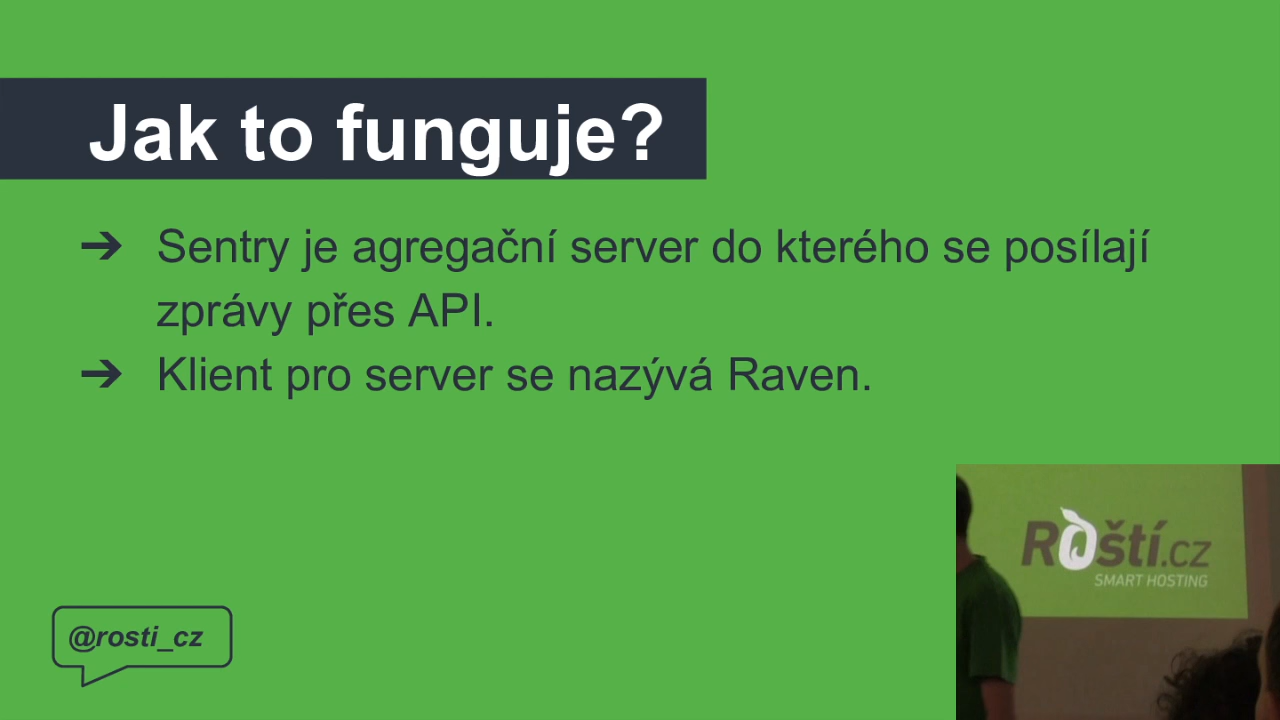 Jak to funguje?
➔ Sentry je agregační server do kterého se posílají
zprávy přes API.
➔ Klient pro server se nazývá Raven.
Roští.cz
SMART HOSTING
@rosti_cz